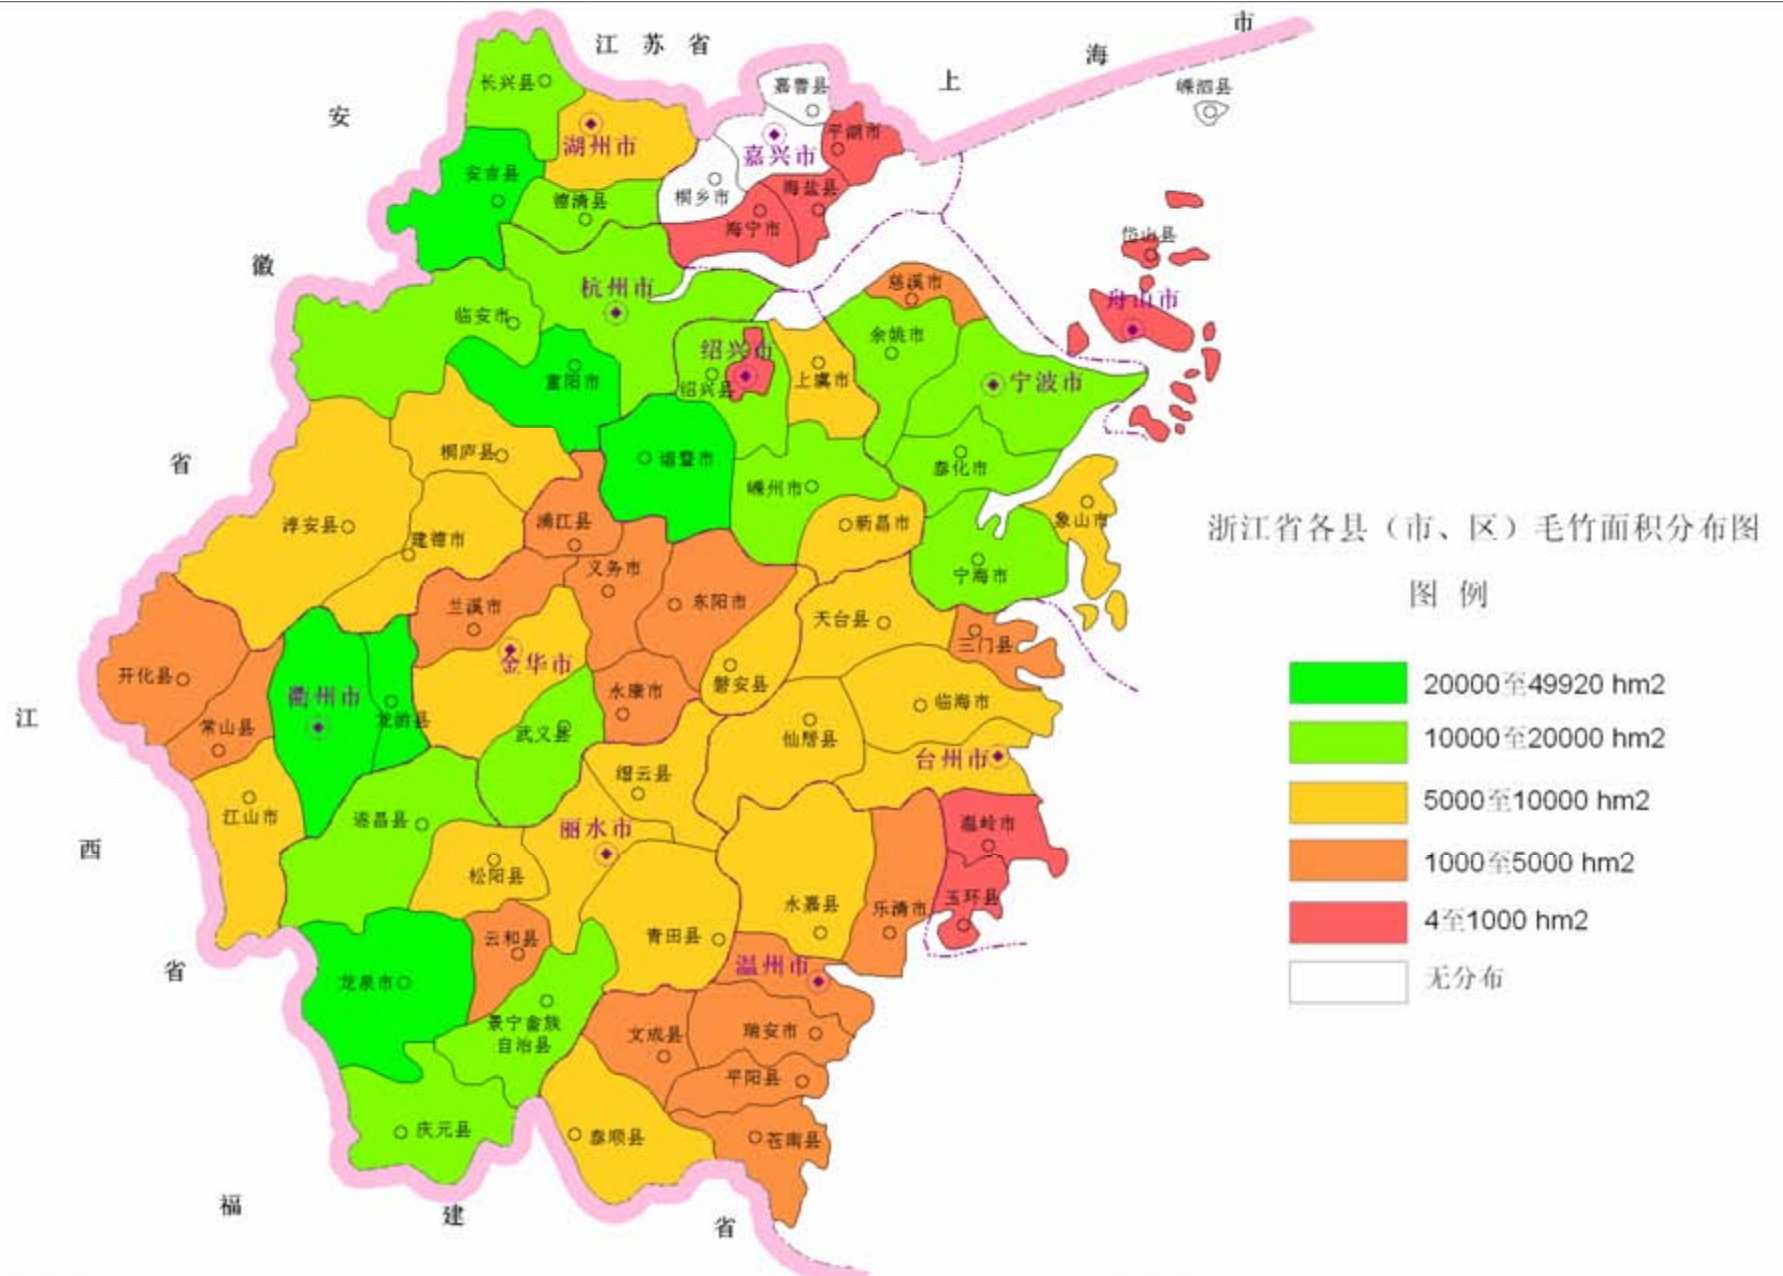 市
江苏省
海
上
嵊泗县
嘉善县
长兴县
安
平湖市
湖州市
嘉兴市
安吉县
海盐县
德清县
桐乡市
海宁市
岱山县
徽
慈溪市
杭州市
舟山市
临安市
余姚市
绍兴市
富阳市
绍兴县
上虞市
宁波市
桐庐县
诸暨市
省
奉化市
嵊州市
淳安县
新昌市
象山市
浙江省各县（市、区）毛竹面积分布图
浦江县
建德市
义务市
宁海市
图 例
兰溪市
东阳市
天台县
三门县
金华市
开化县
永康市
磐安县
20000至49920 hm2
衢州市
临海市
江
龙游县
常山县
武义县
仙居县
10000至20000 hm2
台州市
缙云县
5000至10000 hm2
江山市
遂昌县
丽水市
温岭市
西
1000至5000 hm2
松阳县
玉环县
永嘉县
乐清市
4至1000 hm2
云和县
青田县
温州市
省
龙泉市
无分布
景宁畲族
自治县
文成县
瑞安市
平阳县
庆元县
泰顺县
苍南县
福
建
省